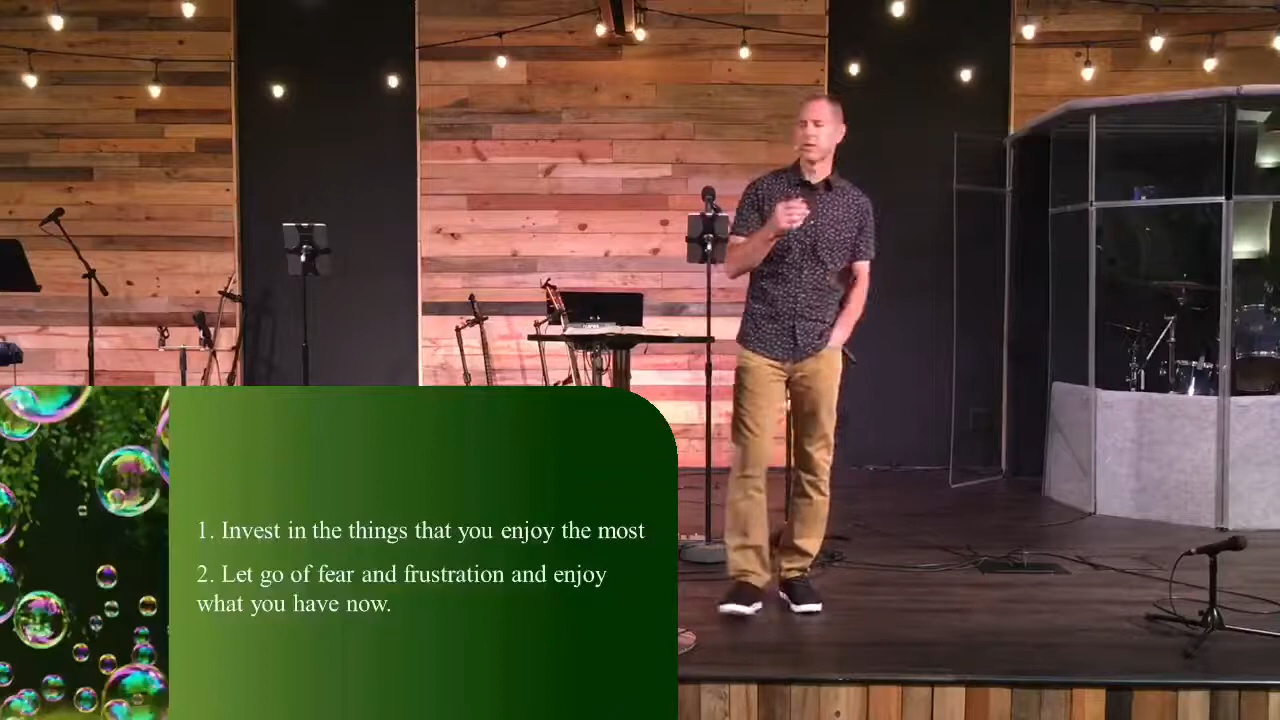 1. Invest in the things that you enjoy the most
2. Let go of fear and frustration and enjoy
what you have now.